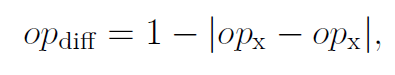 op_diff = 1 − |op_x − op_x|,